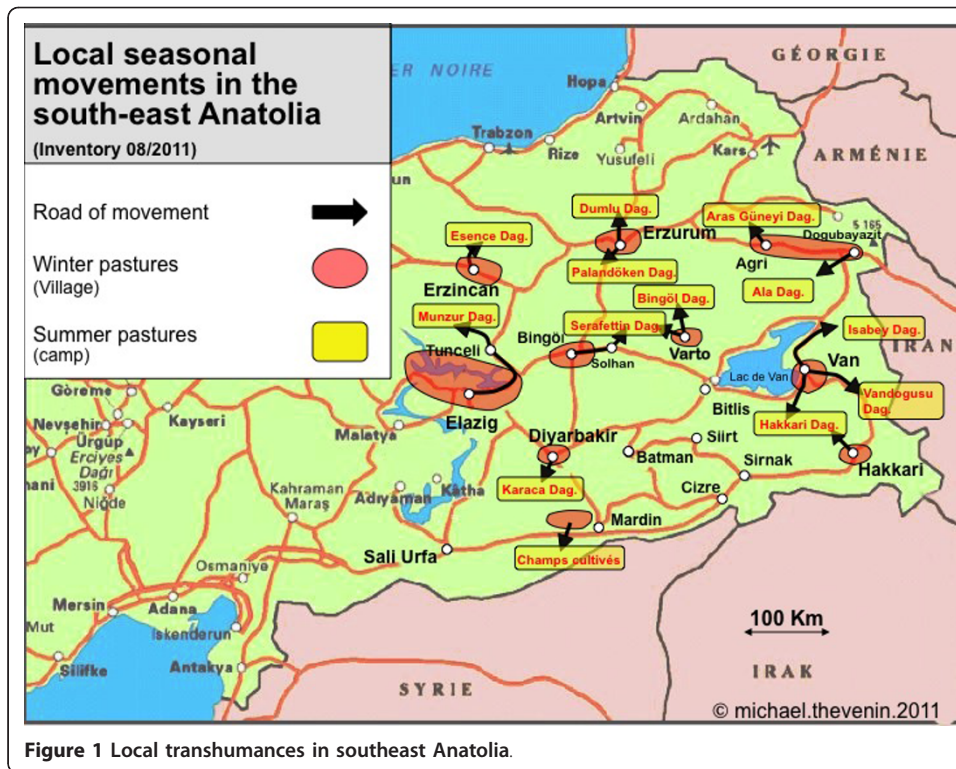 Local seasonal
movements in the
south-east Anatolia
(Inventory 08/2011)
Road of movement
Winter pastures
(Village)
Summer pastures
(camp)
ER NOIRE
GÉORGIE
Hopa
Artvin
Ardahan
Trabzon
Rize
Yusufeli
Kars
ARMÉNIE
un
Dumlu Dag.
Aras Güneyi Dag.
5 165
Esence Dag.
Erzurum
Dogubayazit
Agri
Palandöken Dag.
Erzincan
Ala Dag.
Bingöl Dag.
Munzur Dag.
Bingöl
Serafettin Dag.
Isabey Dag.
Tunceli
Solhan
Varto
IRAN
Van
Lac de Van
Göreme
Kayseri
Elazig
Bitlis
Vandogusu
Dag.
Nevşehir
Ürgüp
Malatya
Diyarbakir
Siirt
Hakkari Dag.
Erciyes
Dağı
3916
Batman
Sirnak
Hakkari
hani
Niğde
Kahraman
Maraş
Adıyaman
Kâtha
Karaca Dag.
Cizre
Mardin
Sali Urfa
Champs cultivés
Osmaniye
Mersin
Adana
100 Km
Mut
Iskenderun
Silifke
Antakya
SYRIE
IRAK
© michael.thevenin.2011
Figure 1 Local transhumances in southeast Anatolia.